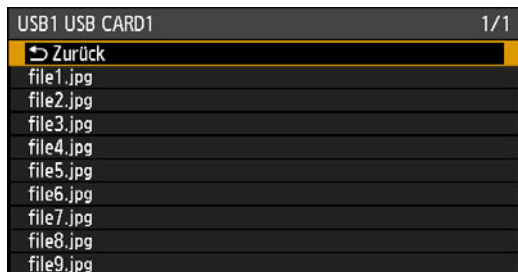 USB1 USB CARD1 1/1
Zurück
file1.jpg
file2.jpg
file3.jpg
file4.jpg
file5.jpg
file6.jpg
file7.jpg
file8.jpg
file9.jpg